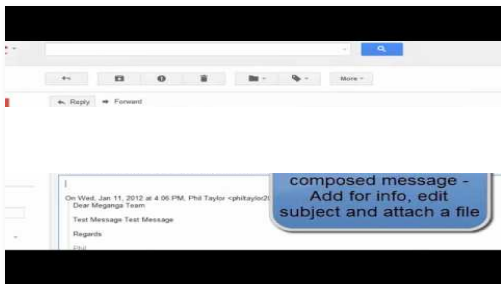 More
Reply Forward
composed message -
Add for info, edit
subject and attach a file
On Wed, Jan 11, 2012 at 4:06 PM, Phil Taylor
Dear Meganga Team
Test Message Test Message
Regards
Phil